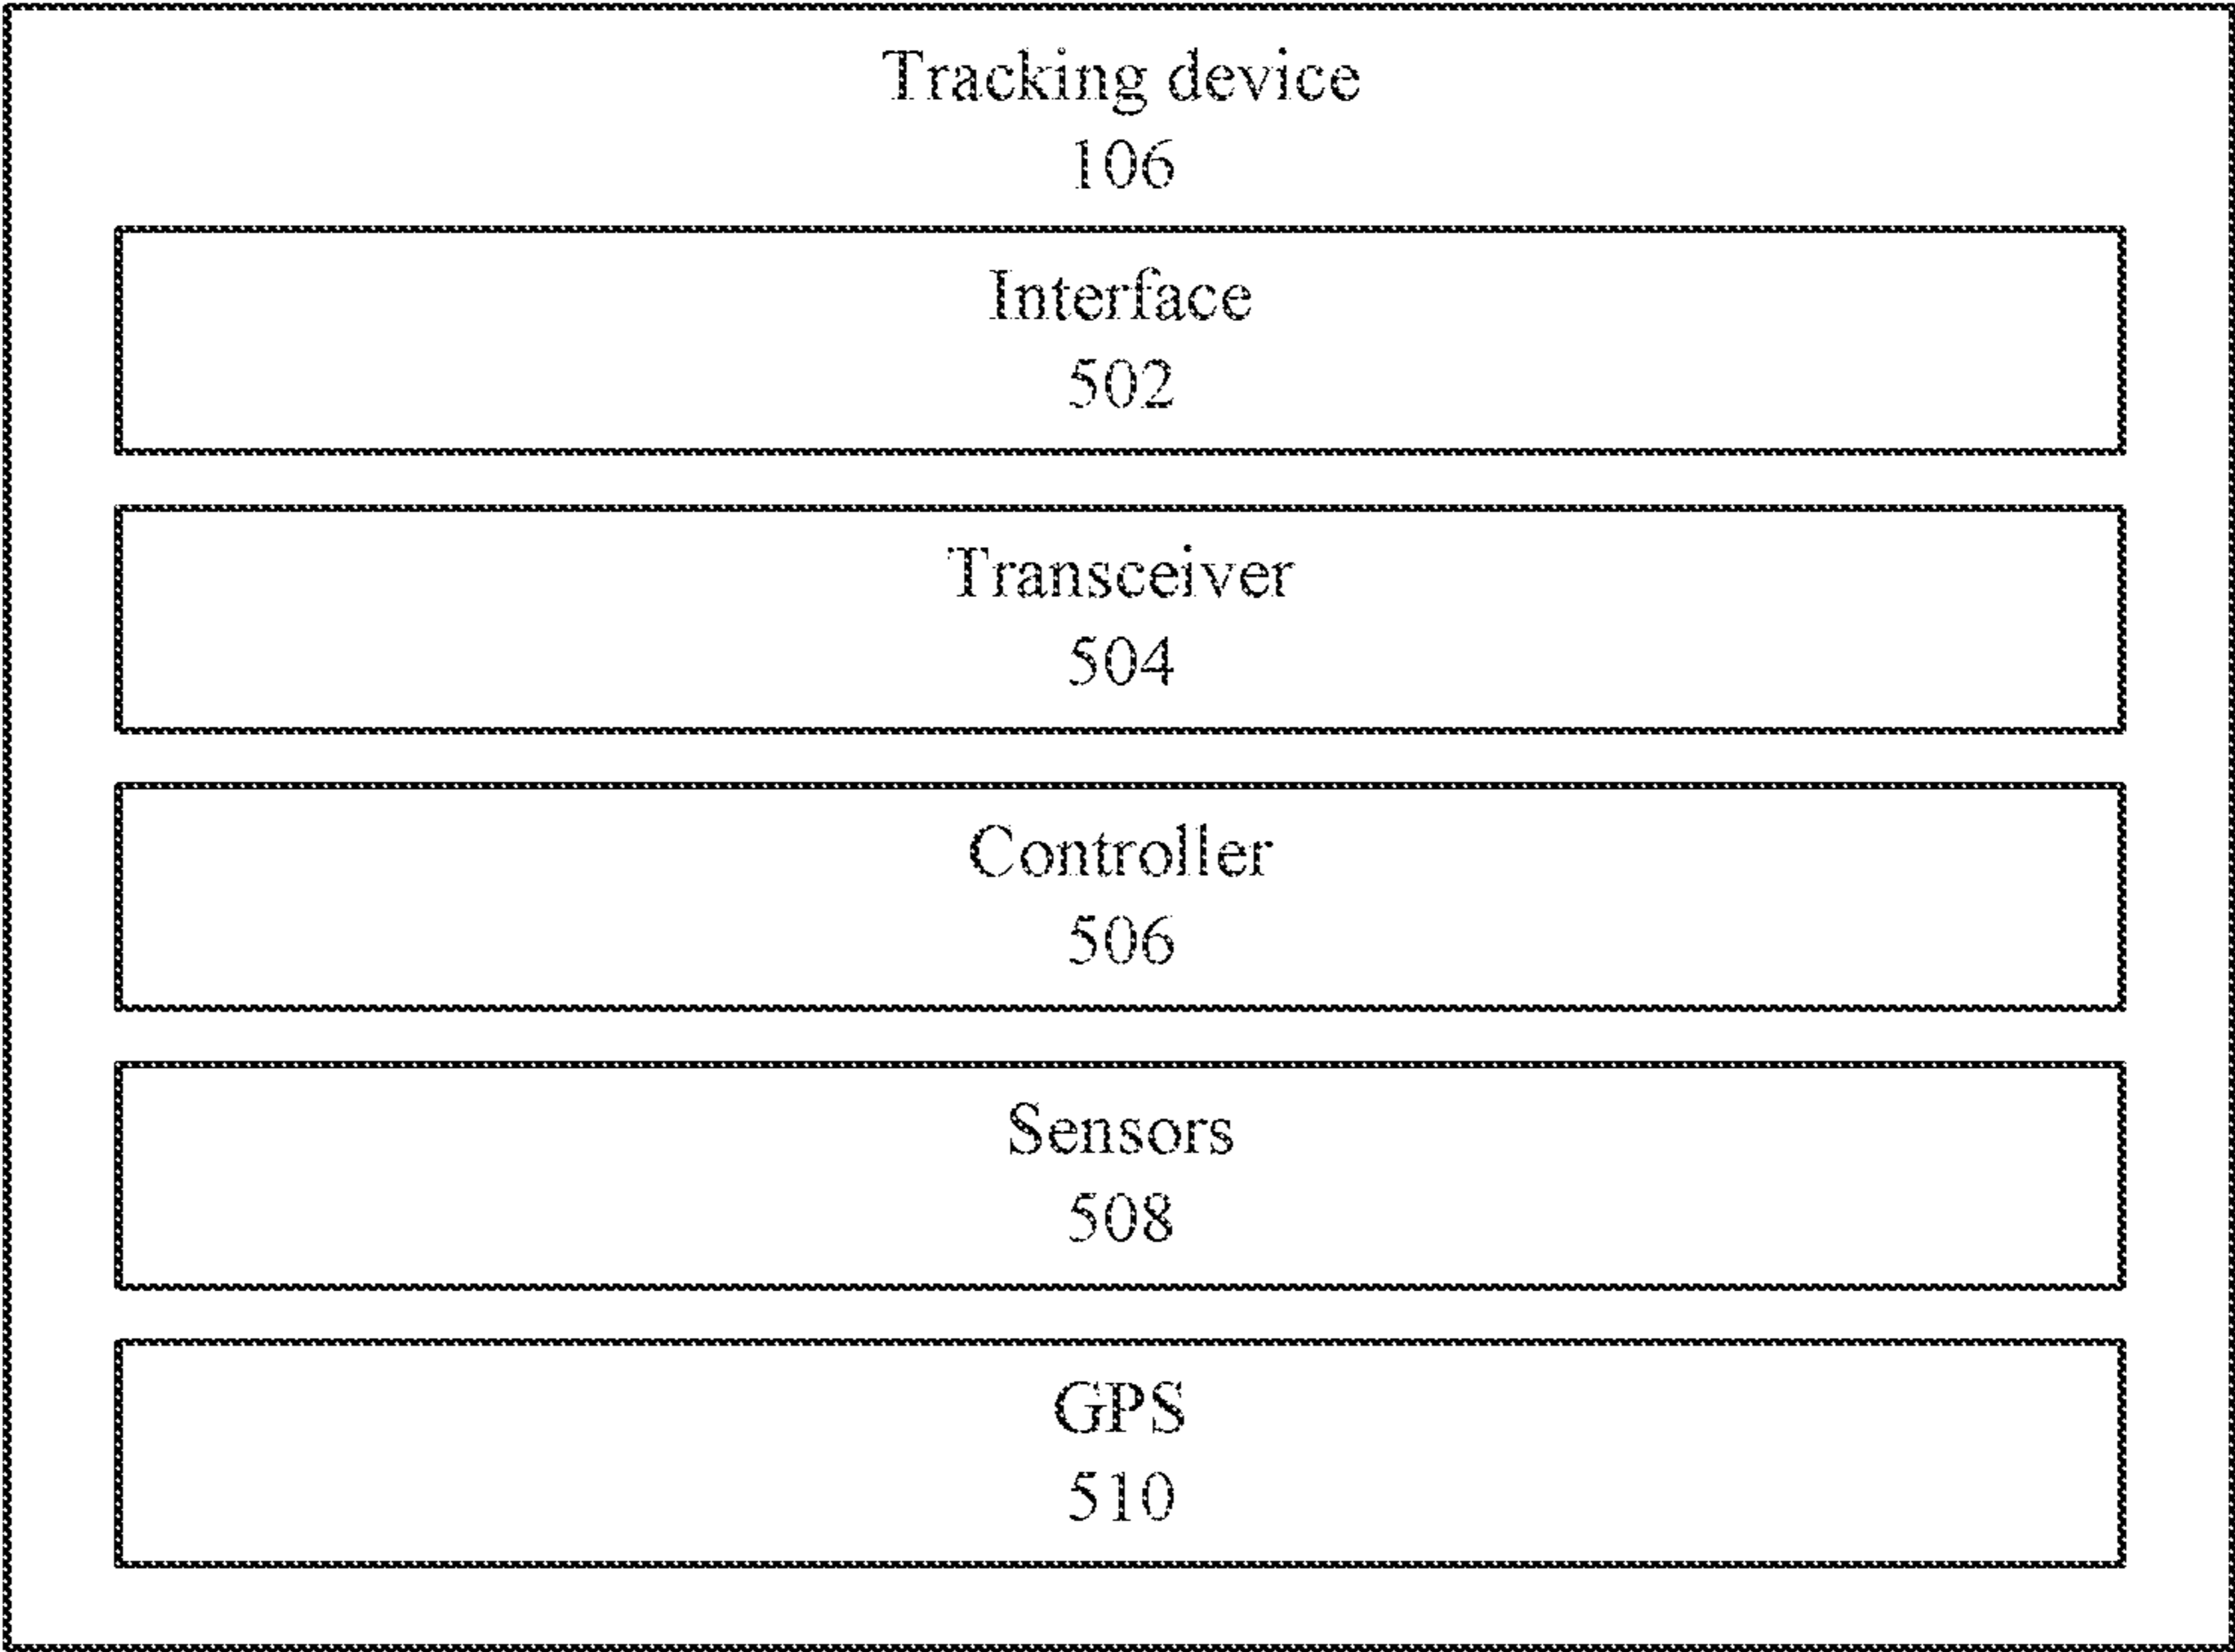 Tracking device
106
Interface
502
Transceiver
504
Controller
506
Sensors
508
GPS
510